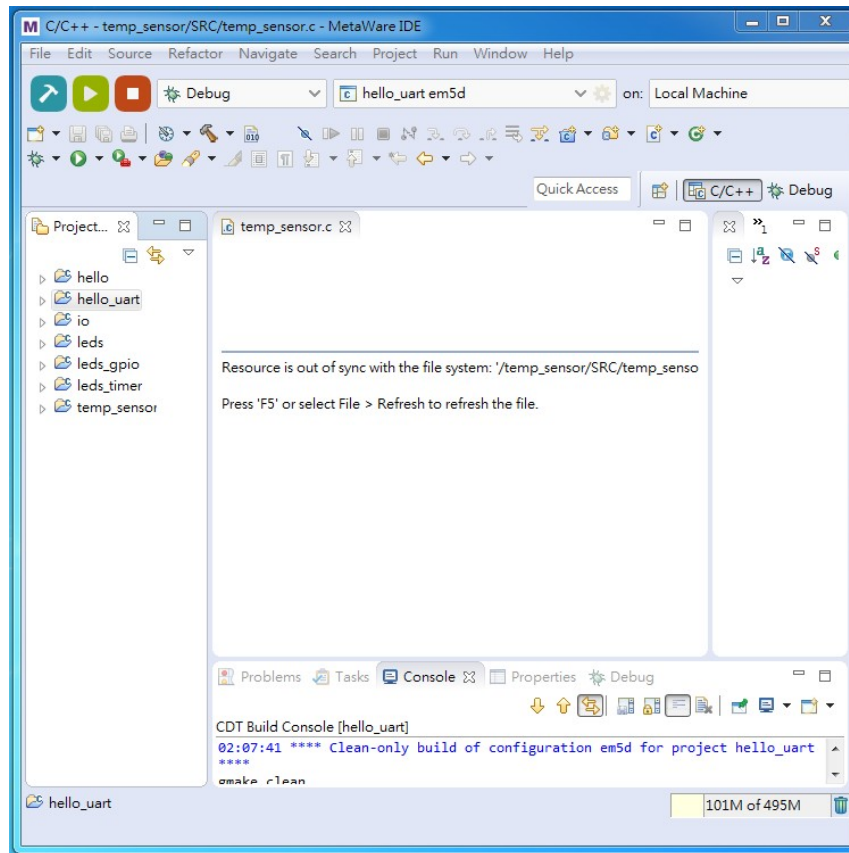 M C/C++ - temp_sensor/SRC/temp_sensor.c - MetaWare IDE
File Edit Source Refactor Navigate Search Project Run Window Help
Debug hello_uart em5d on: Local Machine
Quick Access C/C++ Debug
Project... temp_sensor.c »1
hello
hello_uart
io
leds
leds_gpio
leds_timer
temp_sensor
Resource is out of sync with the file system: '/temp_sensor/SRC/temp_senso
Press 'F5' or select File > Refresh to refresh the file.
Problems Tasks Console Properties Debug
CDT Build Console [hello_uart]
02:07:41 **** Clean-only build of configuration em5d for project hello_uart
****
gmake clean
hello_uart 101M of 495M